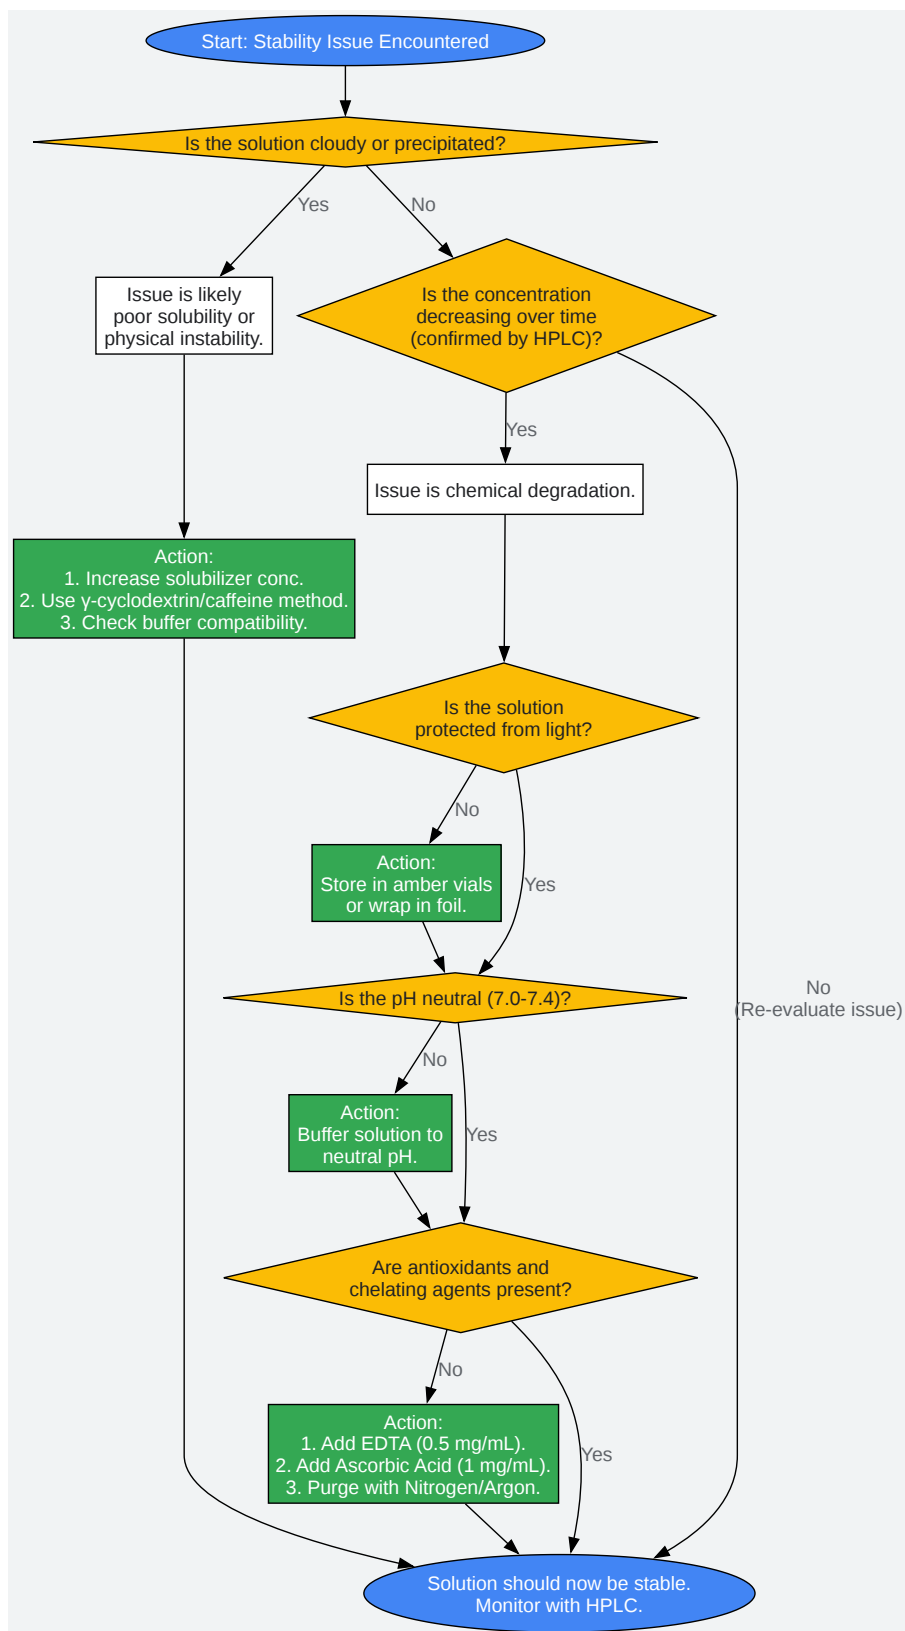 Start: Stability Issue Encountered
Is the solution cloudy or precipitated?
Yes
No
Issue is likely
poor solubility or
physical instability.
Is the concentration
decreasing over time
(confirmed by HPLC)?
Yes
Issue is chemical degradation.
Action:
1. Increase solubilizer conc.
2. Use γ-cyclodextrin/caffeine method.
3. Check buffer compatibility.
Is the solution
protected from light?
No
Action:
Store in amber vials
or wrap in foil.
Yes
Is the pH neutral (7.0-7.4)?
No
(Re-evaluate issue)
No
Action:
Buffer solution to
neutral pH.
Yes
Are antioxidants and
chelating agents present?
No
Action:
1. Add EDTA (0.5 mg/mL).
2. Add Ascorbic Acid (1 mg/mL).
3. Purge with Nitrogen/Argon.
Yes
Solution should now be stable.
Monitor with HPLC.